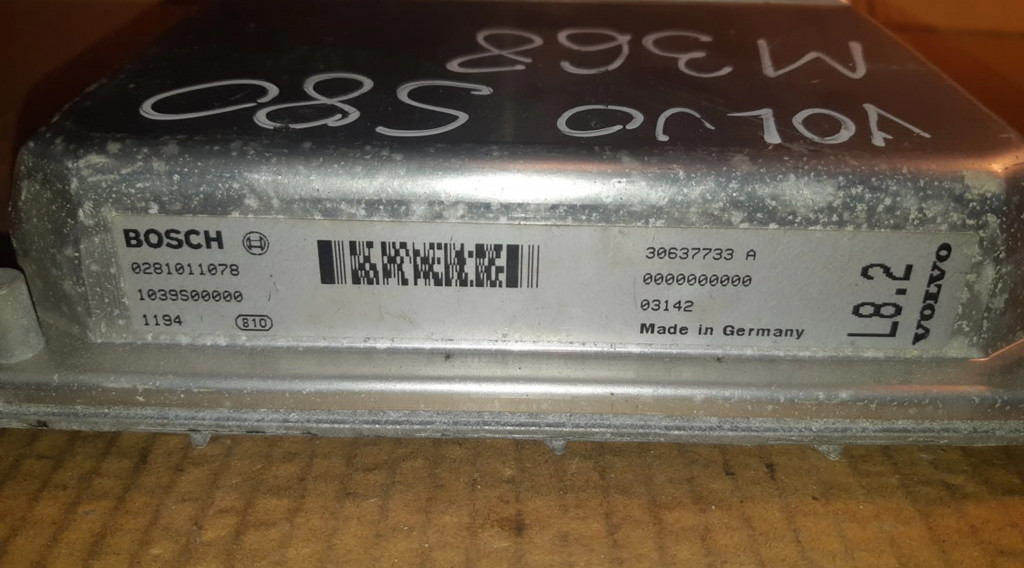 VOLVO S80
M368
BOSCH
0281011078
1039S00000
1194 810
30637733 A
0000000000
03142
Made in Germany
L8.2
VOLVO